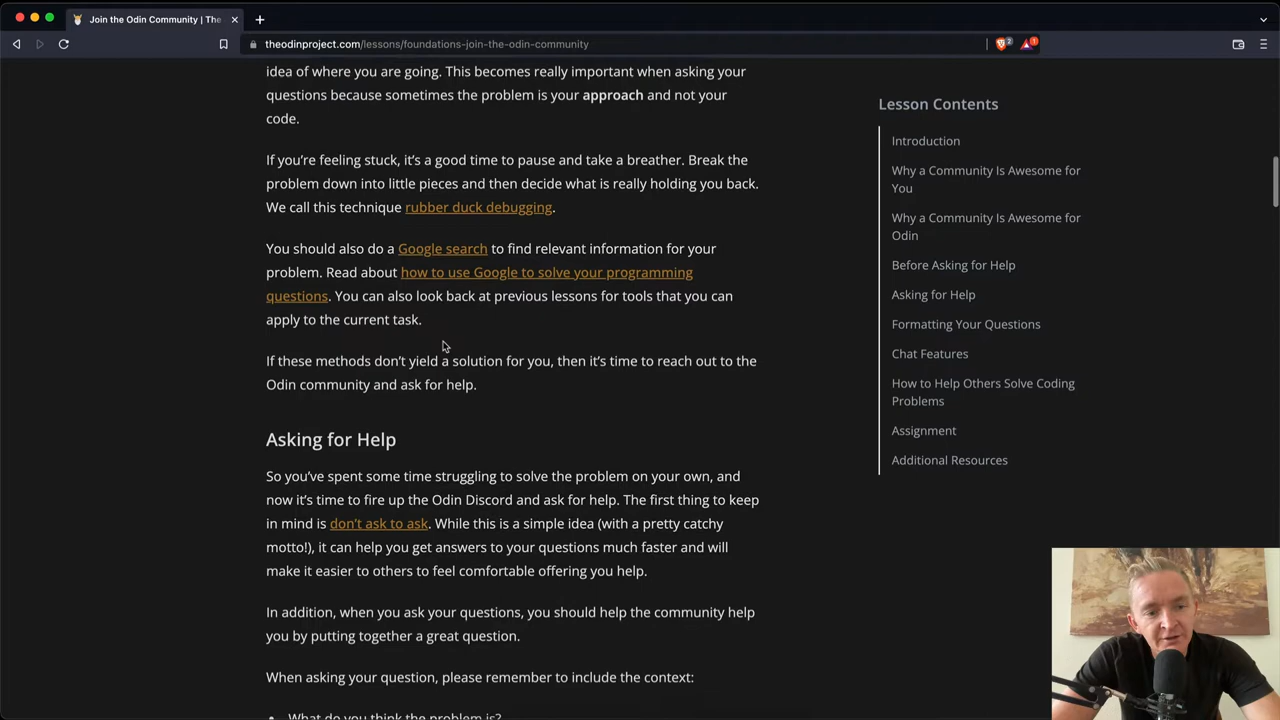 Join the Odin Community | The
theodinproject.com/lessons/foundations-join-the-odin-community
2
1
idea of where you are going. This becomes really important when asking your
questions because sometimes the problem is your approach and not your
code.
If you're feeling stuck, it's a good time to pause and take a breather. Break the
problem down into little pieces and then decide what is really holding you back.
We call this technique rubber duck debugging.
You should also do a Google search to find relevant information for your
problem. Read about how to use Google to solve your programming
questions. You can also look back at previous lessons for tools that you can
apply to the current task.
If these methods don't yield a solution for you, then it's time to reach out to the
Odin community and ask for help.
Asking for Help
So you've spent some time struggling to solve the problem on your own, and
now it's time to fire up the Odin Discord and ask for help. The first thing to keep
in mind is don't ask to ask. While this is a simple idea (with a pretty catchy
motto!), it can help you get answers to your questions much faster and will
make it easier to others to feel comfortable offering you help.
In addition, when you ask your questions, you should help the community help
you by putting together a great question.
When asking your question, please remember to include the context:
• What do you think the problem is?
Lesson Contents
Introduction
Why a Community Is Awesome for
You
Why a Community Is Awesome for
Odin
Before Asking for Help
Asking for Help
Formatting Your Questions
Chat Features
How to Help Others Solve Coding
Problems
Assignment
Additional Resources